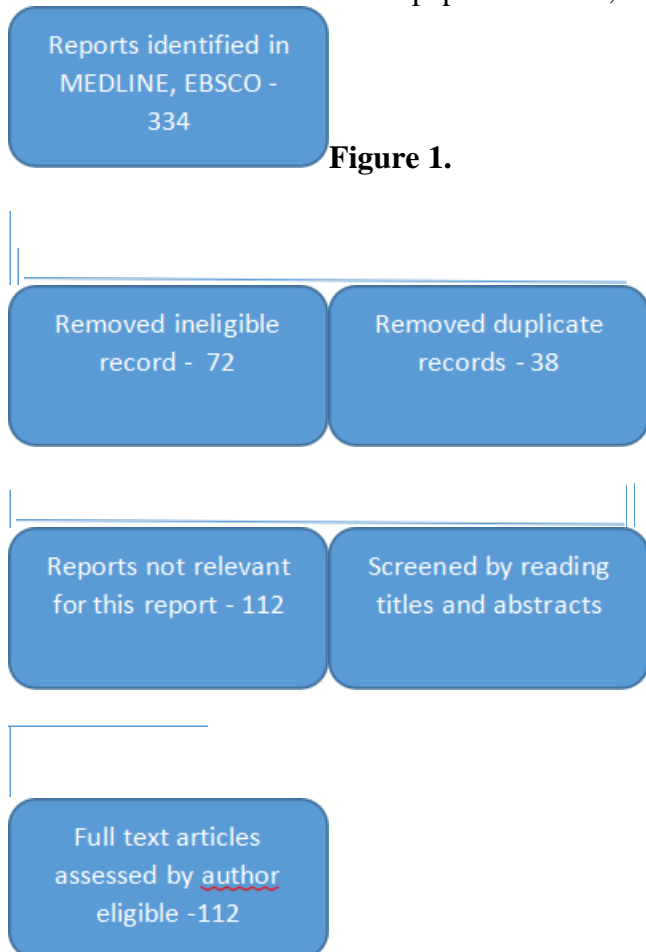 Reports identified in
MEDLINE, EBSCO -
334
Figure 1.
Removed ineligible
record - 72
Removed duplicate
records - 38
Reports not relevant
for this report - 112
Screened by reading
titles and abstracts
Full text articles
assessed by author
eligible -112